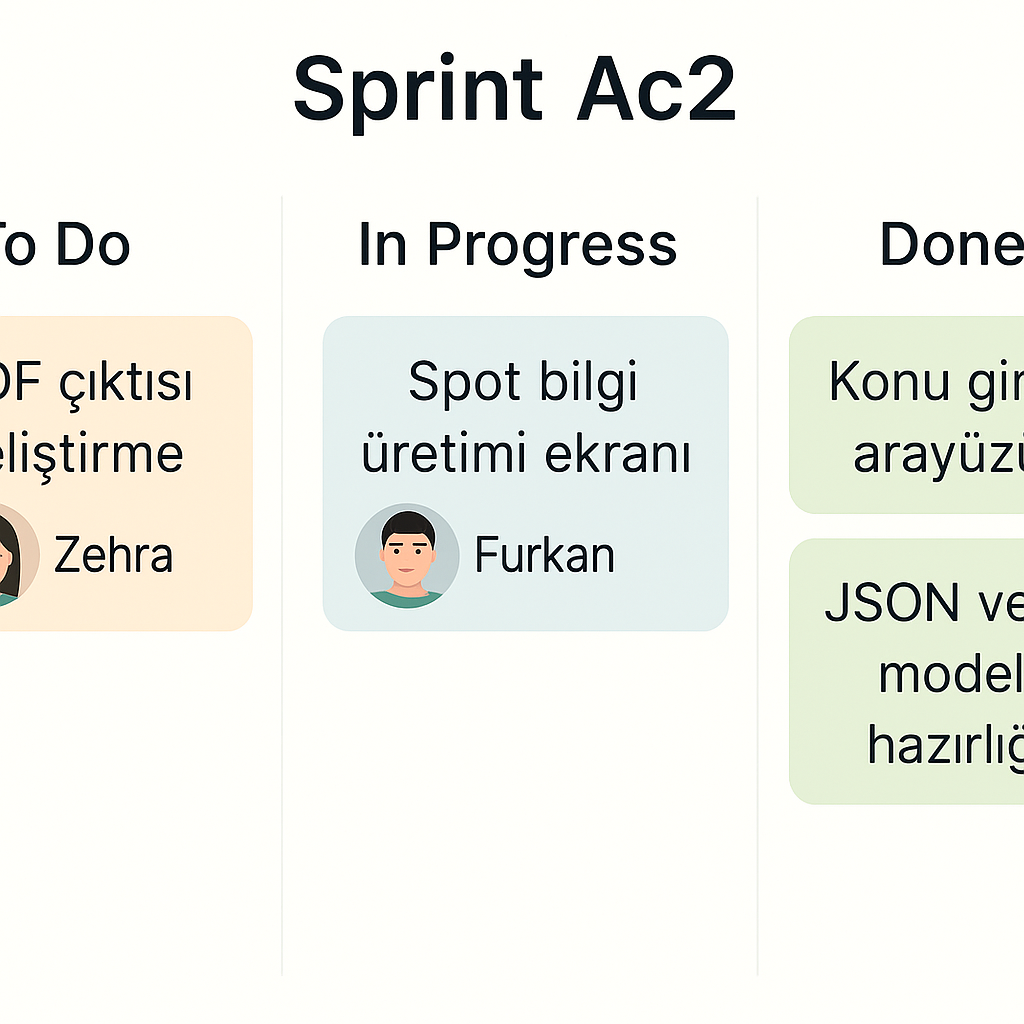 Sprint Ac2
To Do
DF çıktısı
eliştirme
Zehra
In Progress
Spot bilgi
üretimi ekranı
Furkan
Done
Konu gir
arayüzü
JSON ve
model
hazırlığ